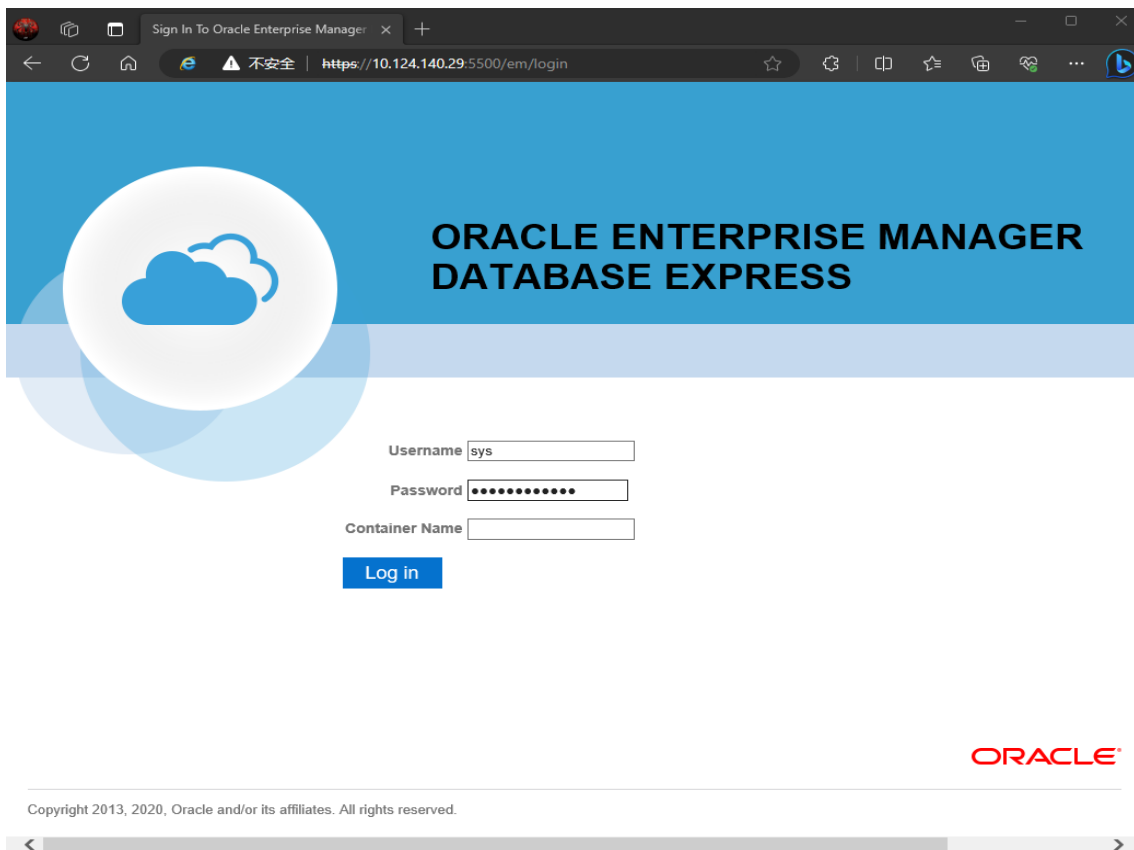 Sign In To Oracle Enterprise Manager
不安全 | https://10.124.140.29:5500/em/login
ORACLE ENTERPRISE MANAGER
DATABASE EXPRESS
Username sys
Password ●●●●●●●●●●●●
Container Name
Log in
ORACLE
Copyright 2013, 2020, Oracle and/or its affiliates. All rights reserved.